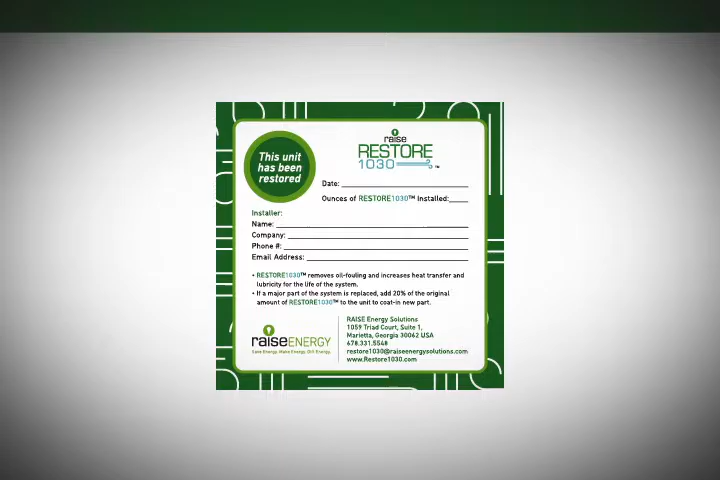 This unit
has been
restored
raise
RESTORE
1030 ™
Date:
Ounces of RESTORE1030™ Installed:
Installer:
Name:
Company:
Phone #:
Email Address:
• RESTORE1030™ removes oil-fouling and increases heat transfer and
lubricity for the life of the system.
• If a major part of the system is replaced, add 20% of the original
amount of RESTORE1030™ to the unit to coat-in new part.
raiseENERGY
Save Energy. Make Energy. GIV Energy.
RAISE Energy Solutions
1059 Triad Court, Suite 1,
Marietta, Georgia 30062 USA
678.331.5548
restore1030@raiseenergysolutions.com
www.Restore1030.com